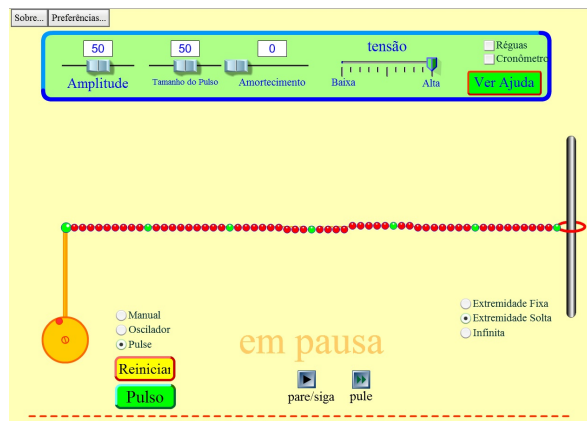 Sobre... Preferências...
50 50 0 tensão Réguas
Cronômetro
Amplitude Tamanho do Pulso Amortecimento Baixa Alta Ver Ajuda
Extremidade Fixa
Manual Extremidade Solta
Oscilador Infinita
Pulse
em pausa
Reiniciar
Pulso pare/siga pule